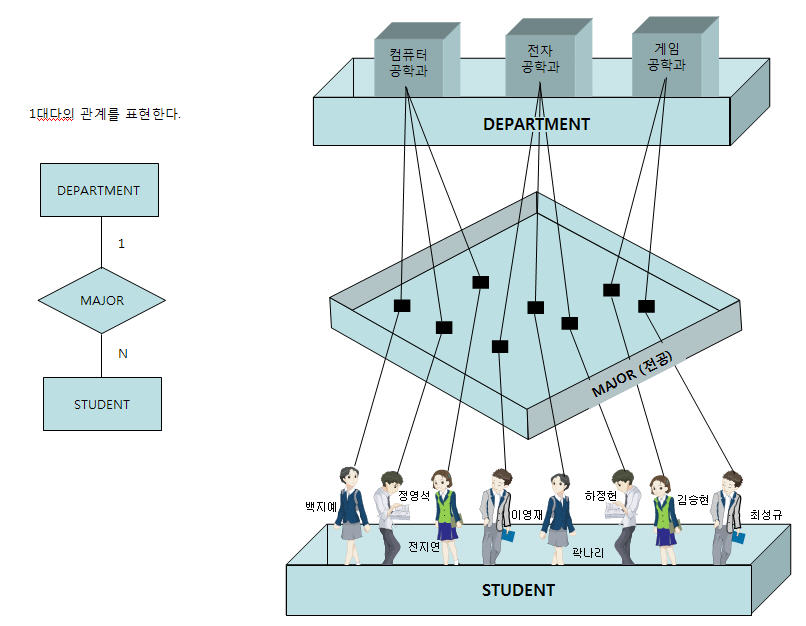 컴퓨터
공학과
전자
공학과
게임
공학과
1대다의 관계를 표현한다.
DEPARTMENT
DEPARTMENT
1
MAJOR
N
STUDENT
MAJOR (전공)
백지예
정영석
전지연
이영재
곽나리
하정헌
김승현
최성규
STUDENT